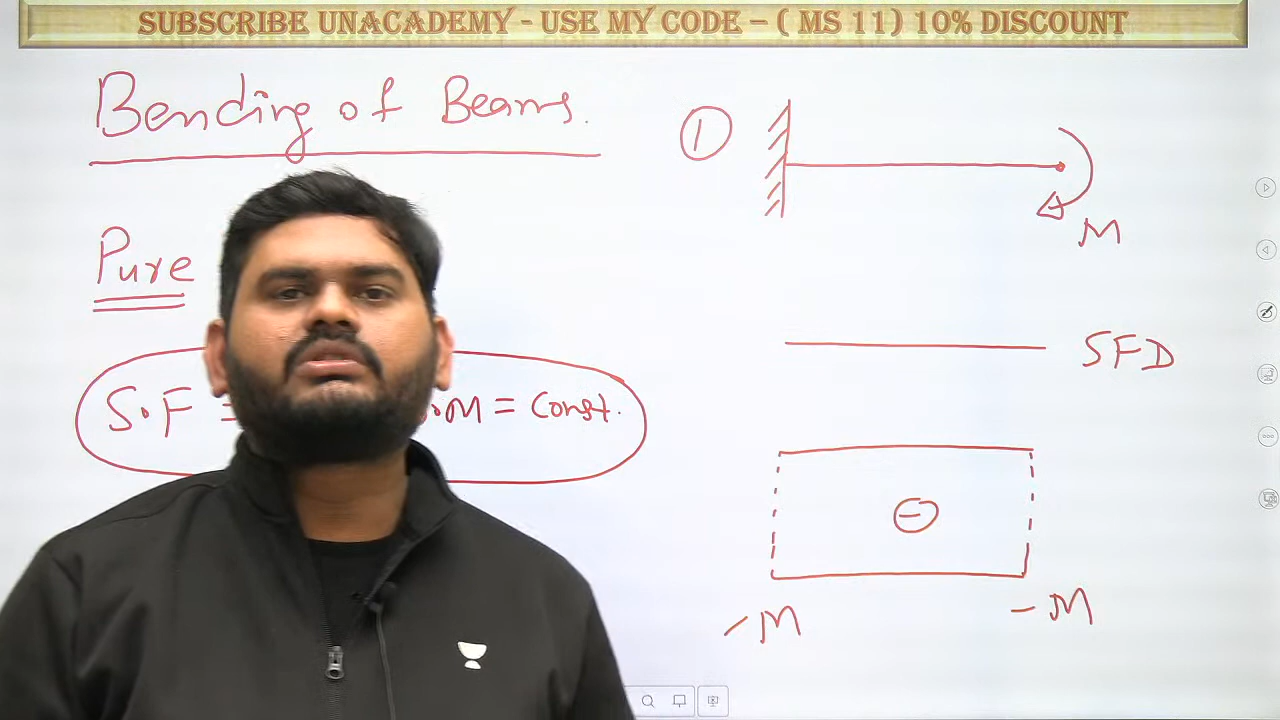 SUBSCRIBE UNACADEMY - USE MY CODE – ( MS 11) 10% DISCOUNT
Bending of Beams.
Pure
S.F =
.M = Const.
1
M
SFD
-M
-M